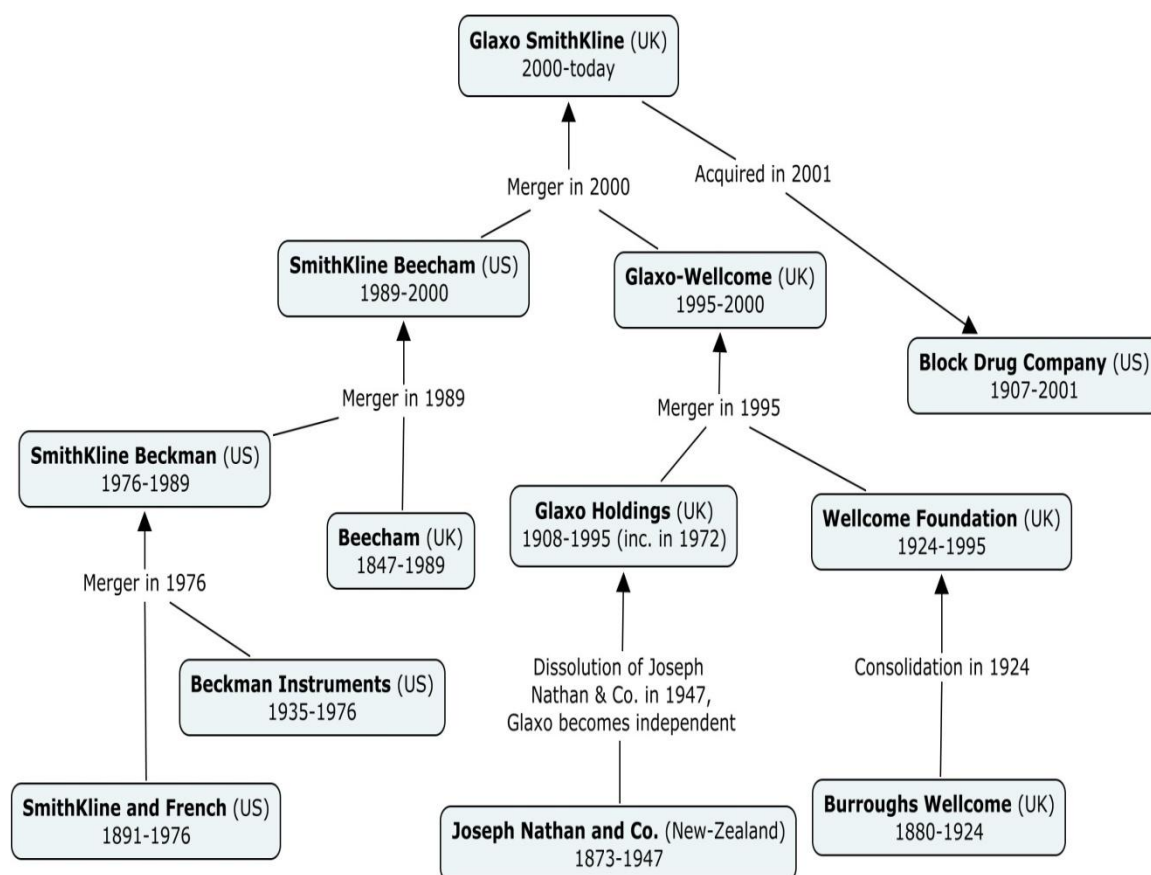 Glaxo SmithKline (UK)
2000-today
Merger in 2000
Acquired in 2001
SmithKline Beecham (US)
1989-2000
Glaxo-Wellcome (UK)
1995-2000
Block Drug Company (US)
1907-2001
Merger in 1989
Merger in 1995
SmithKline Beckman (US)
1976-1989
Beecham (UK)
1847-1989
Glaxo Holdings (UK)
1908-1995 (inc. in 1972)
Wellcome Foundation (UK)
1924-1995
Merger in 1976
Beckman Instruments (US)
1935-1976
Dissolution of Joseph
Nathan & Co. in 1947,
Glaxo becomes independent
Consolidation in 1924
SmithKline and French (US)
1891-1976
Joseph Nathan and Co. (New-Zealand)
1873-1947
Burroughs Wellcome (UK)
1880-1924